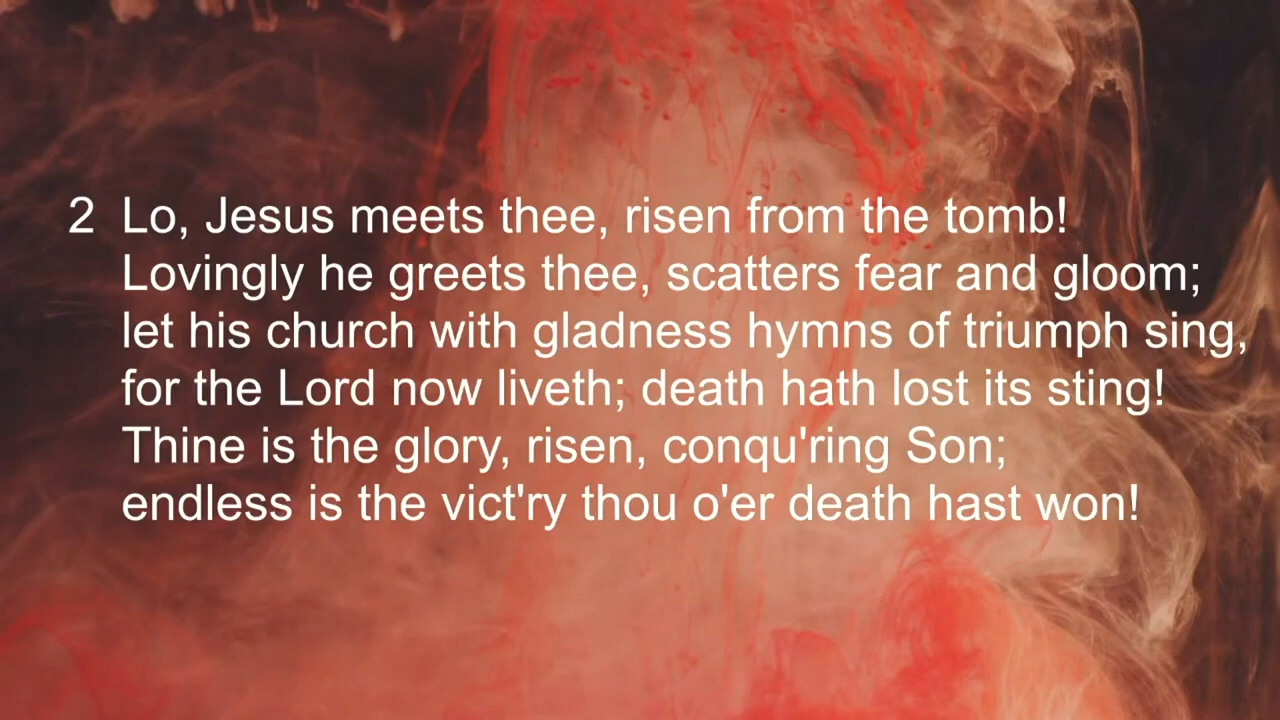 2 Lo, Jesus meets thee, risen from the tomb!
Lovingly he greets thee, scatters fear and gloom;
let his church with gladness hymns of triumph sing,
for the Lord now liveth; death hath lost its sting!
Thine is the glory, risen, conqu'ring Son;
endless is the vict'ry thou o'er death hast won!